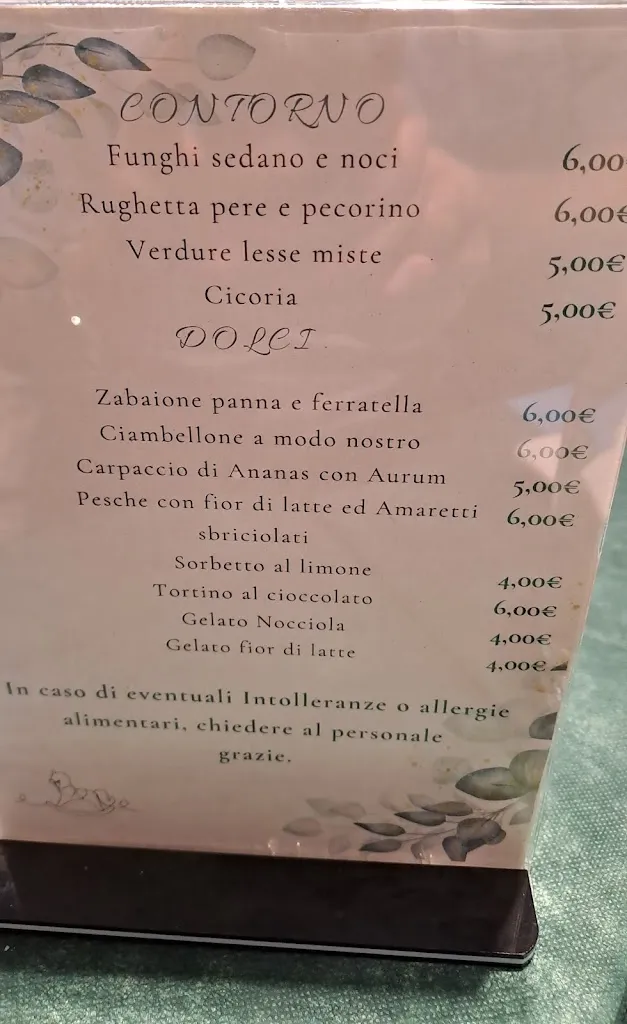 CONTORNO
Funghi sedano e noci 6,00
Rughetta pere e pecorino 6,00€
Verdure lesse miste 5,00€
Cicoria 5,00€
DOLCI
Zabaione panna e ferratella 6,00€
Ciambellone a modo nostro 6,00€
Carpaccio di Ananas con Aurum 5,00€
Pesche con fior di latte ed Amaretti 6,00€
sbriciolati
Sorbetto al limone 4,00€
Tortino al cioccolato 6,00€
Gelato Nocciola 4,00€
Gelato fior di latte 4,00€
In caso di eventuali Intolleranze o allergie
alimentari, chiedere al personale
grazie.